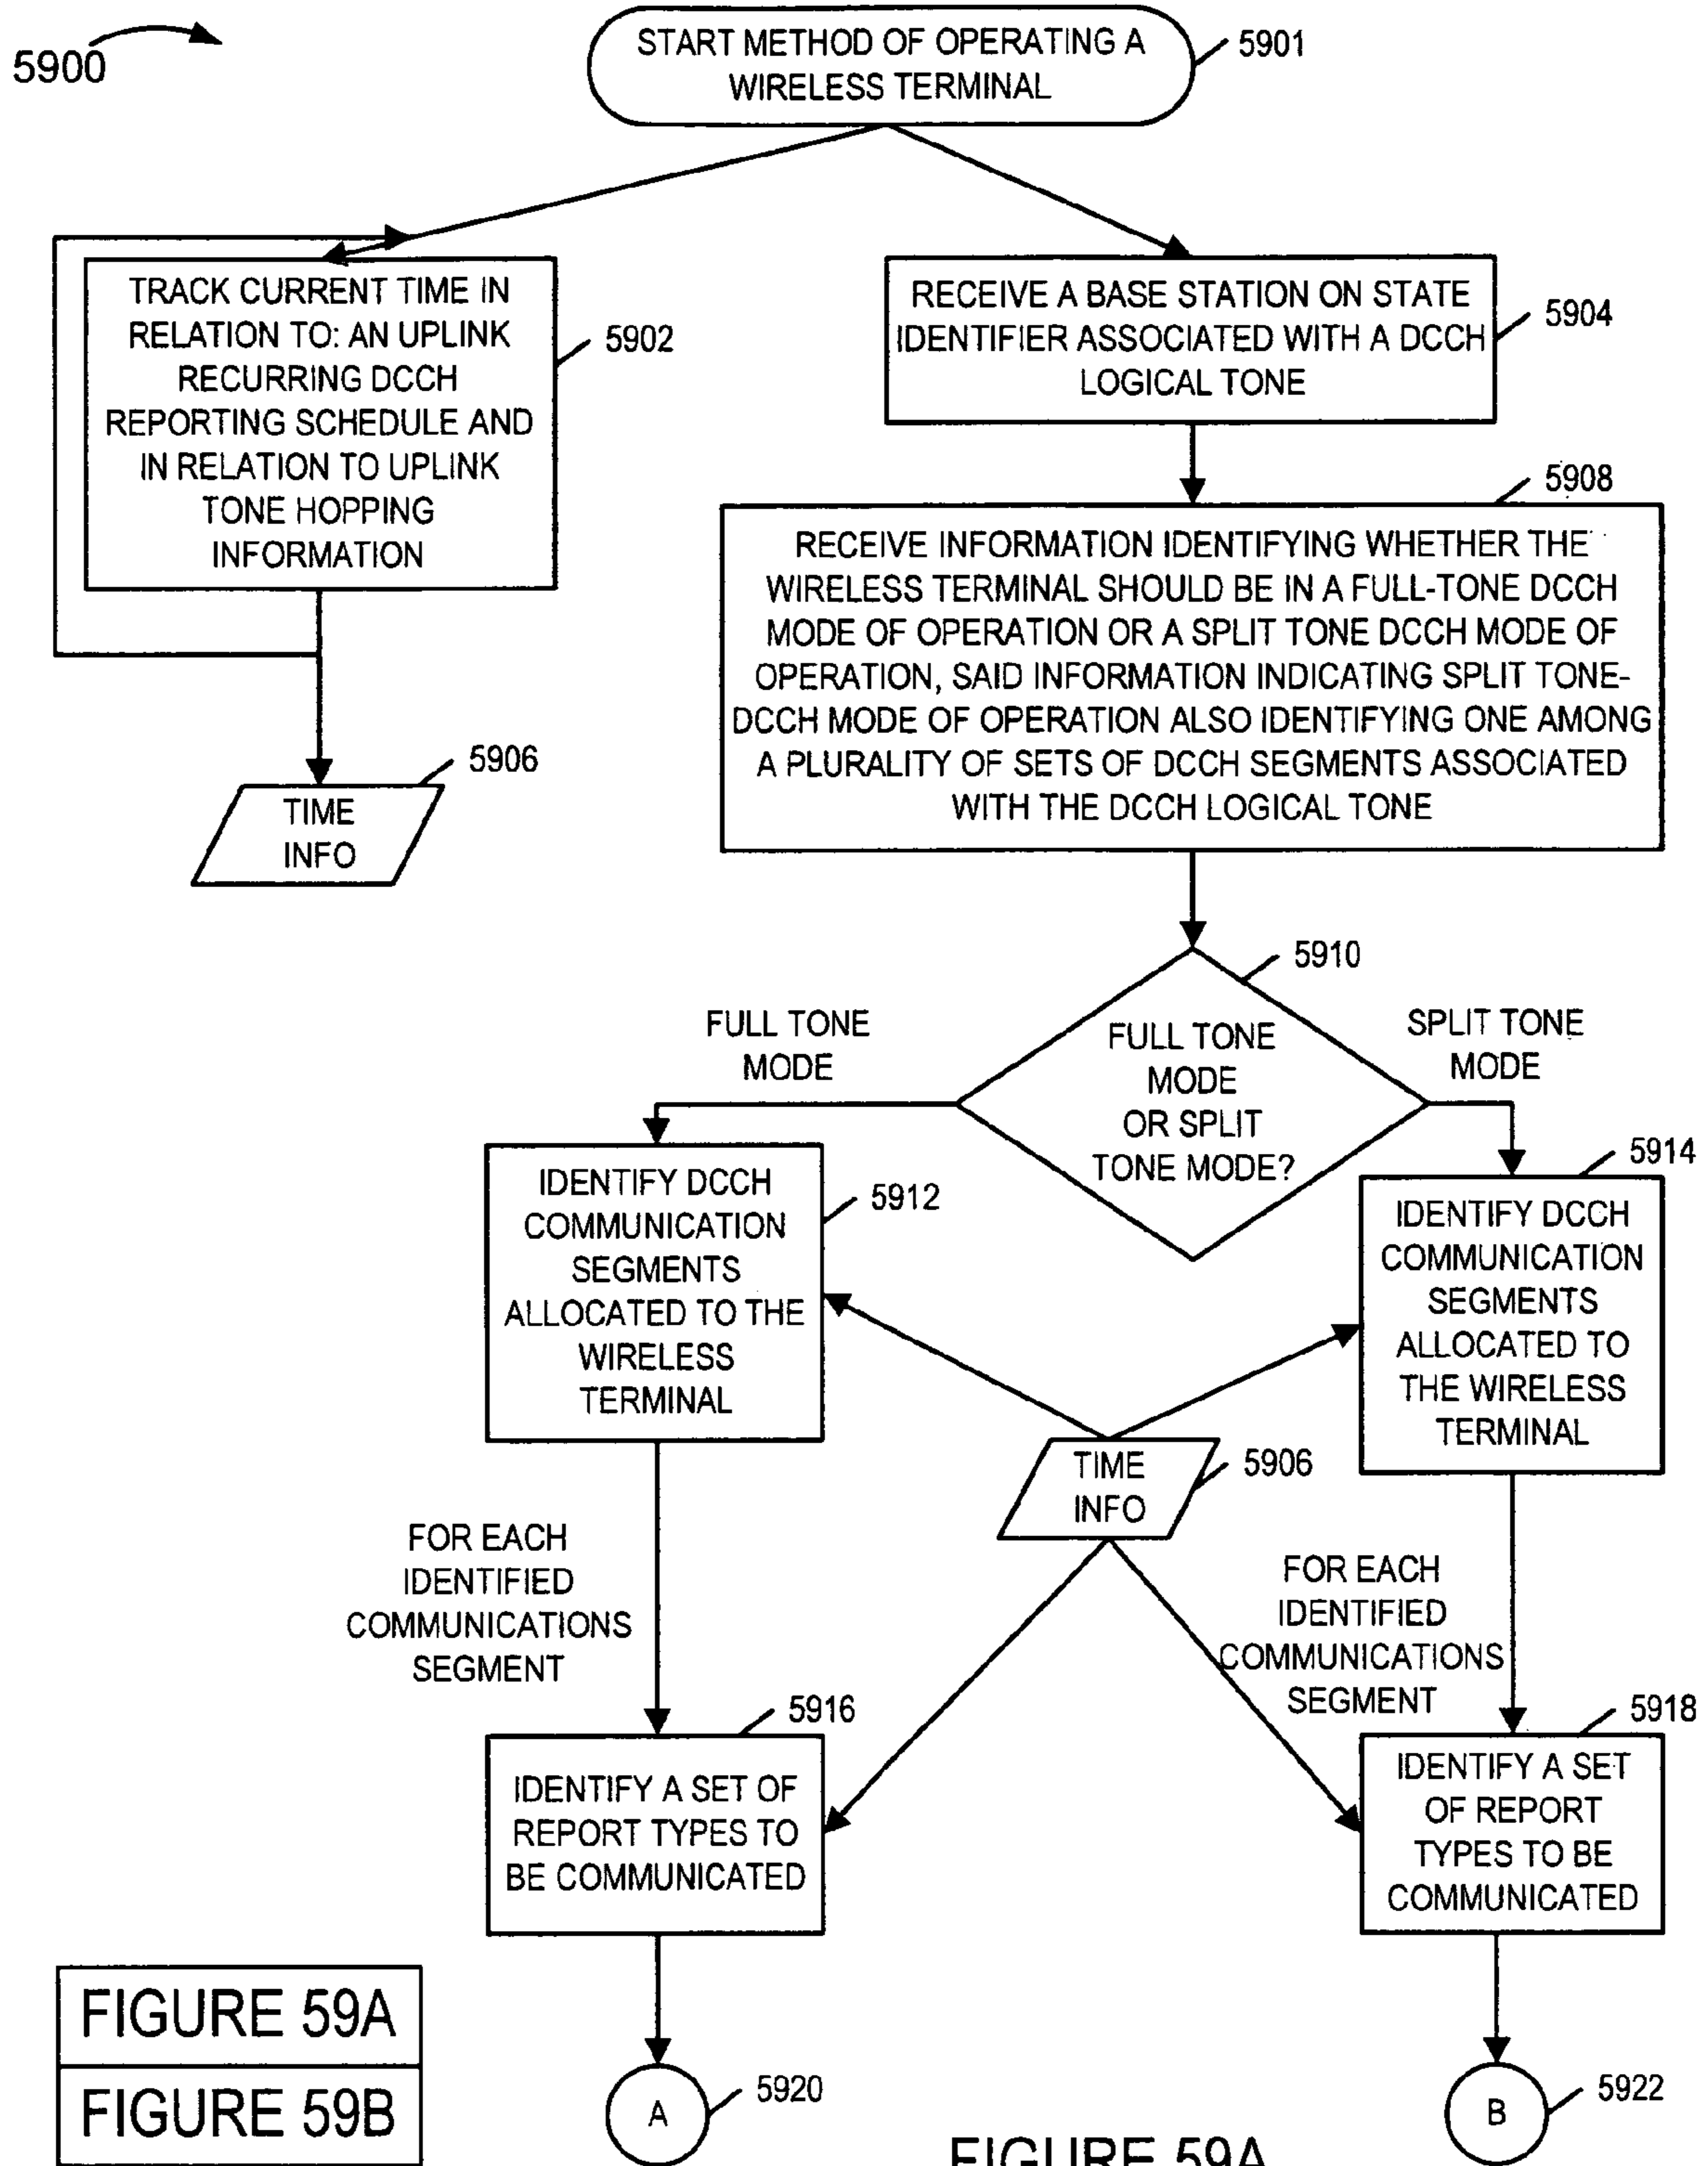 5900
START METHOD OF OPERATING A
WIRELESS TERMINAL
5901
TRACK CURRENT TIME IN
RELATION TO: AN UPLINK
RECURRING DCCH
REPORTING SCHEDULE AND
IN RELATION TO UPLINK
TONE HOPPING
INFORMATION
5902
RECEIVE A BASE STATION ON STATE
IDENTIFIER ASSOCIATED WITH A DCCH
LOGICAL TONE
5904
5906
TIME
INFO
5908
RECEIVE INFORMATION IDENTIFYING WHETHER THE
WIRELESS TERMINAL SHOULD BE IN A FULL-TONE DCCH
MODE OF OPERATION OR A SPLIT TONE DCCH MODE OF
OPERATION, SAID INFORMATION INDICATING SPLIT TONE-
DCCH MODE OF OPERATION ALSO IDENTIFYING ONE AMONG
A PLURALITY OF SETS OF DCCH SEGMENTS ASSOCIATED
WITH THE DCCH LOGICAL TONE
5910
FULL TONE
MODE
FULL TONE
MODE
OR SPLIT
TONE MODE?
SPLIT TONE
MODE
IDENTIFY DCCH
COMMUNICATION
SEGMENTS
ALLOCATED TO THE
WIRELESS
TERMINAL
5912
5914
IDENTIFY DCCH
COMMUNICATION
SEGMENTS
ALLOCATED TO
THE WIRELESS
TERMINAL
TIME
INFO
5906
FOR EACH
IDENTIFIED
COMMUNICATIONS
SEGMENT
FOR EACH
IDENTIFIED
COMMUNICATIONS
SEGMENT
5916
IDENTIFY A SET OF
REPORT TYPES TO
BE COMMUNICATED
5918
IDENTIFY A SET
OF REPORT
TYPES TO BE
COMMUNICATED
FIGURE 59A
FIGURE 59B
A
5920
B
5922
FIGURE 59A